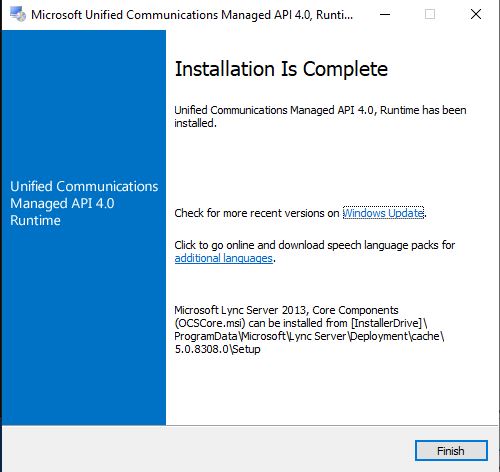 Microsoft Unified Communications Managed API 4.0, Runti...
Installation Is Complete
Unified Communications Managed API 4.0, Runtime has been
installed.
Unified Communications
Managed API 4.0
Runtime
Check for more recent versions on Windows Update.
Click to go online and download speech language packs for
additional languages.
Microsoft Lync Server 2013, Core Components
(OCSCore.msi) can be installed from [InstallerDrive]\
ProgramData\Microsoft\Lync Server\Deployment\cache\
5.0.8308.0\Setup
Finish